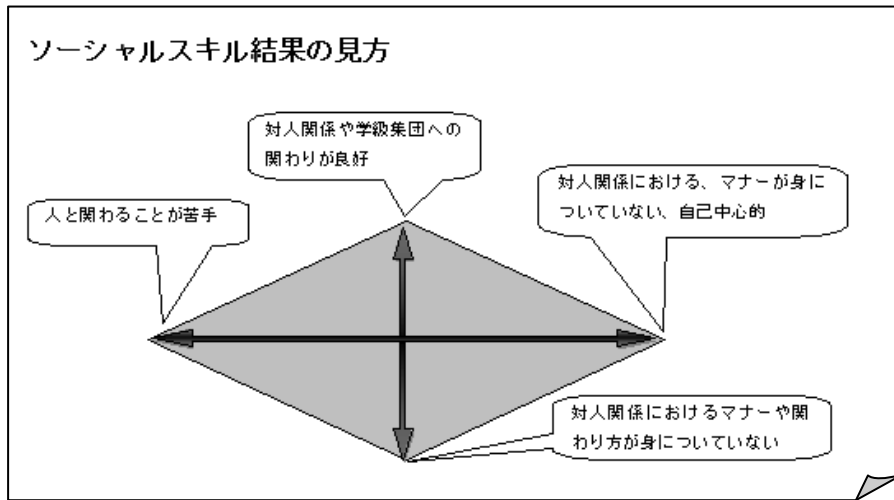 ソーシャルスキル結果の見方
対人関係や学級集団への
関わりが良好
人と関わることが苦手
対人関係における、マナーが身に
ついていない、自己中心的
対人関係におけるマナーや関
わり方が身についていない